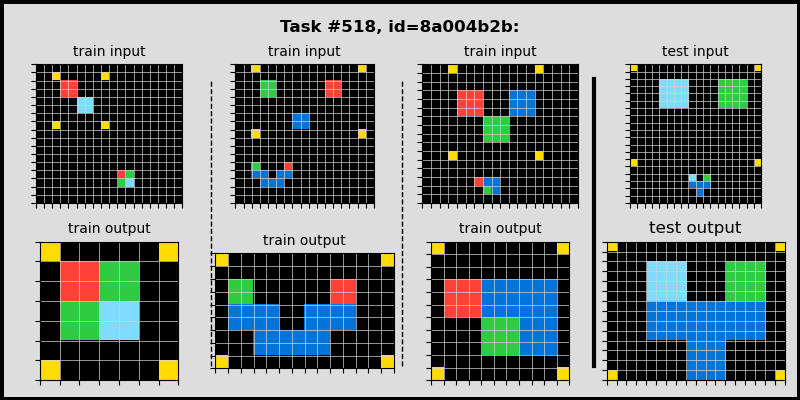 Task #518, id=8a004b2b:
train input
train input
train input
test input
train output
train output
train output
test output